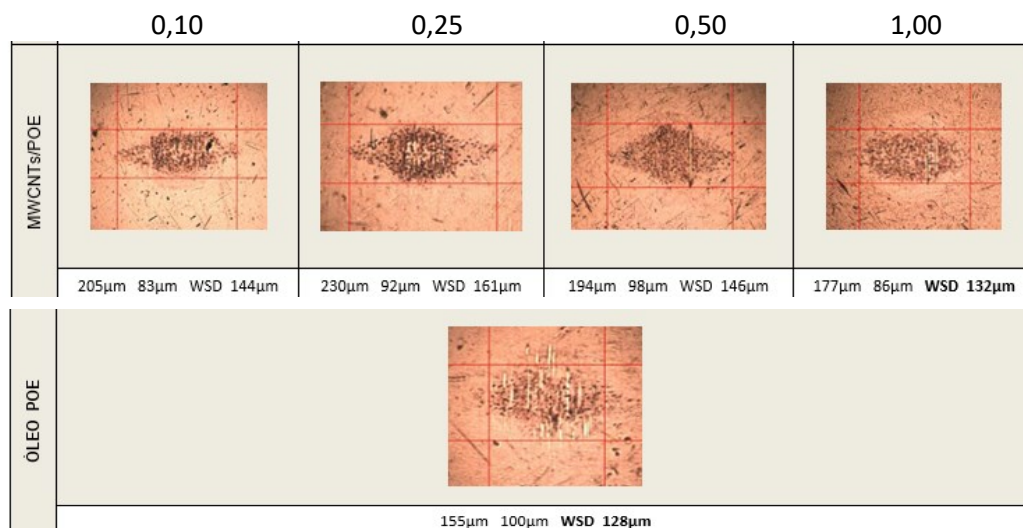 0,10 0,25 0,50 1,00
MWCNTs/POE
205µm 83µm WSD 144µm 230µm 92µm WSD 161µm 194µm 98µm WSD 146µm 177µm 86µm WSD 132µm
ÓLEO POE
155µm 100µm WSD 128µm